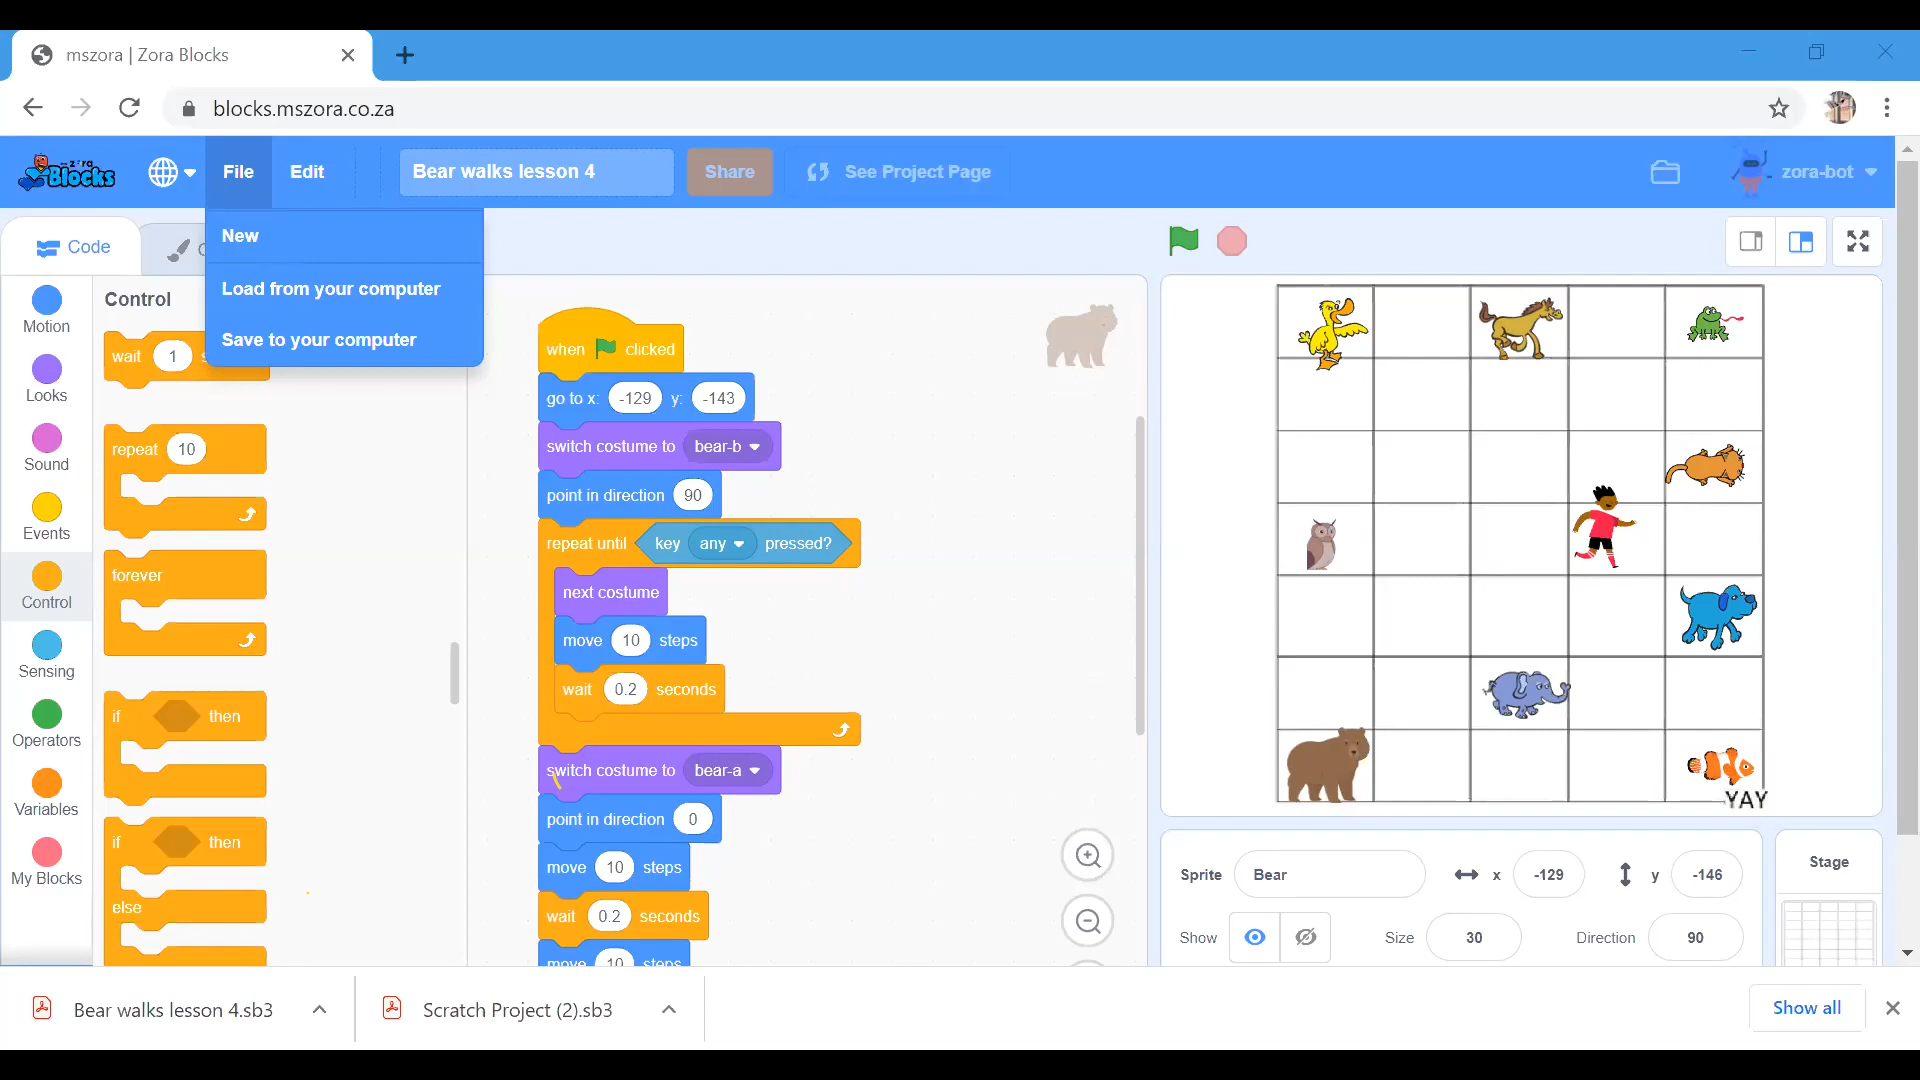 mszora | Zora Blocks
blocks.mszora.co.za
zora
Blocks
File
Edit
Bear walks lesson 4
Share
See Project Page
zora-bot
New
Load from your computer
Save to your computer
Code
Motion
Looks
Sound
Events
Control
Sensing
Operators
Variables
My Blocks
Control
wait 1
repeat 10
forever
if then
if then
else
when clicked
go to x: -129 y: -143
switch costume to bear-b
point in direction 90
repeat until key any pressed?
next costume
move 10 steps
wait 0.2 seconds
switch costume to bear-a
point in direction 0
move 10 steps
wait 0.2 seconds
move 10 steps
YAY
Sprite Bear x -129 y -146
Show Size 30 Direction 90
Stage
Bear walks lesson 4.sb3
Scratch Project (2).sb3
Show all